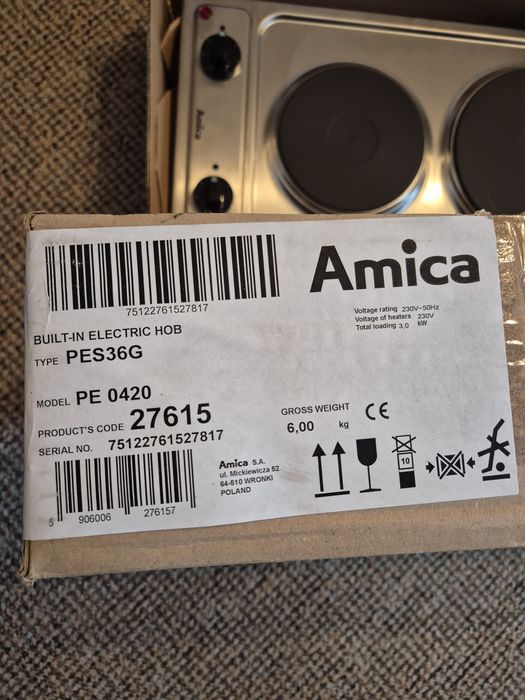 Amica
75122761527817
Amica
BUILT-IN ELECTRIC HOB
TYPE PES36G
Voltage rating 230V~50Hz
Voltage of heaters 230V
Total loading 3,0 kW
MODEL PE 0420
PRODUCT'S CODE 27615
SERIAL NO. 75122761527817
GROSS WEIGHT CE
6,00 kg
Amica S.A.
ul. Mickiewicza 52
64-510 WRONKI
POLAND
10
5 906006 276157